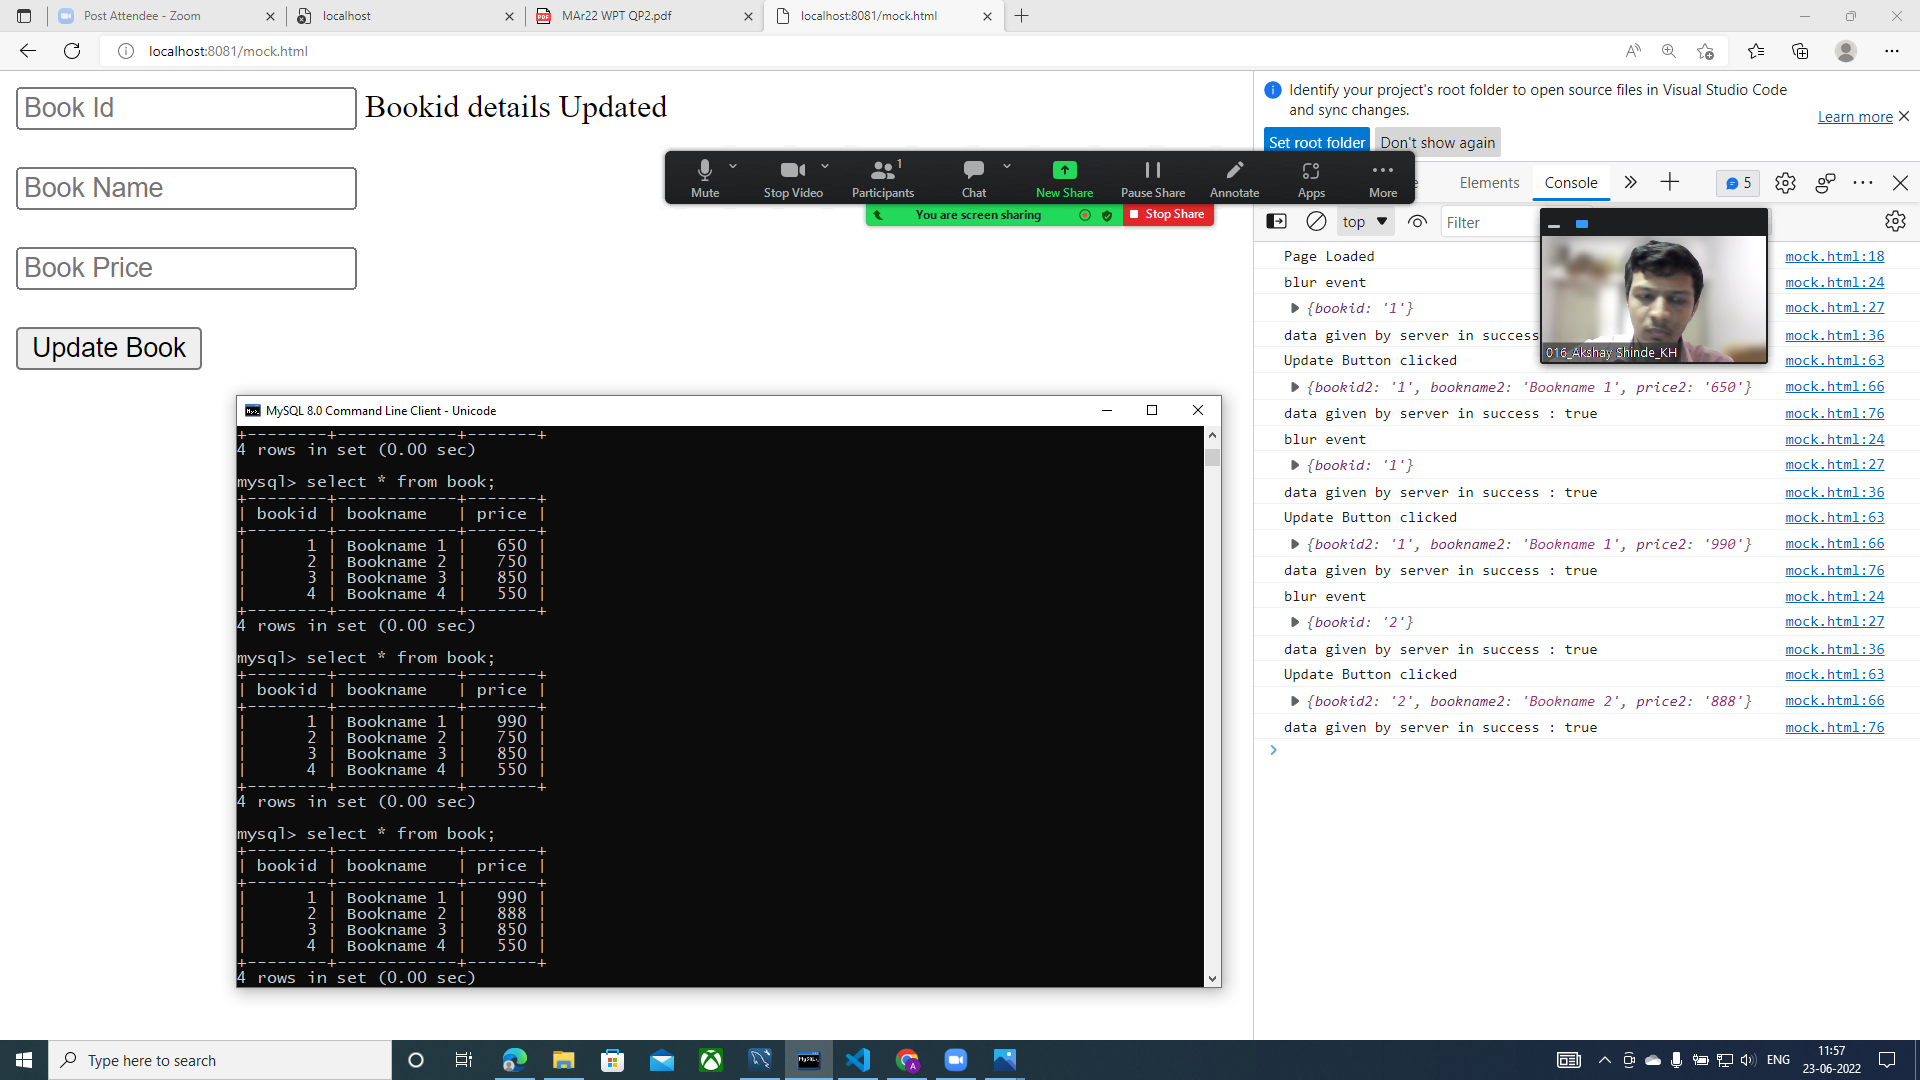 Post Attendee - Zoom
localhost
MAr22 WPT QP2.pdf
localhost:8081/mock.html
localhost:8081/mock.html
Book Id
Bookid details Updated
Book Name
Book Price
Update Book
Identify your project's root folder to open source files in Visual Studio Code
and sync changes.
Learn more
Set root folder
Don't show again
Mute
Stop Video
1
Participants
Chat
New Share
Pause Share
Annotate
Apps
More
You are screen sharing
Stop Share
Elements
Console
5
top
Filter
016_Akshay Shinde_KH
Page Loaded mock.html:18
blur event mock.html:24
{bookid: '1'} mock.html:27
data given by server in success mock.html:36
Update Button clicked mock.html:63
{bookid2: '1', bookname2: 'Bookname 1', price2: '650'} mock.html:66
data given by server in success : true mock.html:76
blur event mock.html:24
{bookid: '1'} mock.html:27
data given by server in success : true mock.html:36
Update Button clicked mock.html:63
{bookid2: '1', bookname2: 'Bookname 1', price2: '990'} mock.html:66
data given by server in success : true mock.html:76
blur event mock.html:24
{bookid: '2'} mock.html:27
data given by server in success : true mock.html:36
Update Button clicked mock.html:63
{bookid2: '2', bookname2: 'Bookname 2', price2: '888'} mock.html:66
data given by server in success : true mock.html:76
MySQL 8.0 Command Line Client - Unicode
+--------+------------+-------+
4 rows in set (0.00 sec)
mysql> select * from book;
+--------+------------+-------+
| bookid | bookname   | price |
+--------+------------+-------+
|      1 | Bookname 1 |   650 |
|      2 | Bookname 2 |   750 |
|      3 | Bookname 3 |   850 |
|      4 | Bookname 4 |   550 |
+--------+------------+-------+
4 rows in set (0.00 sec)
mysql> select * from book;
+--------+------------+-------+
| bookid | bookname   | price |
+--------+------------+-------+
|      1 | Bookname 1 |   990 |
|      2 | Bookname 2 |   750 |
|      3 | Bookname 3 |   850 |
|      4 | Bookname 4 |   550 |
+--------+------------+-------+
4 rows in set (0.00 sec)
mysql> select * from book;
+--------+------------+-------+
| bookid | bookname   | price |
+--------+------------+-------+
|      1 | Bookname 1 |   990 |
|      2 | Bookname 2 |   888 |
|      3 | Bookname 3 |   850 |
|      4 | Bookname 4 |   550 |
+--------+------------+-------+
4 rows in set (0.00 sec)
Type here to search
ENG
11:57
23-06-2022